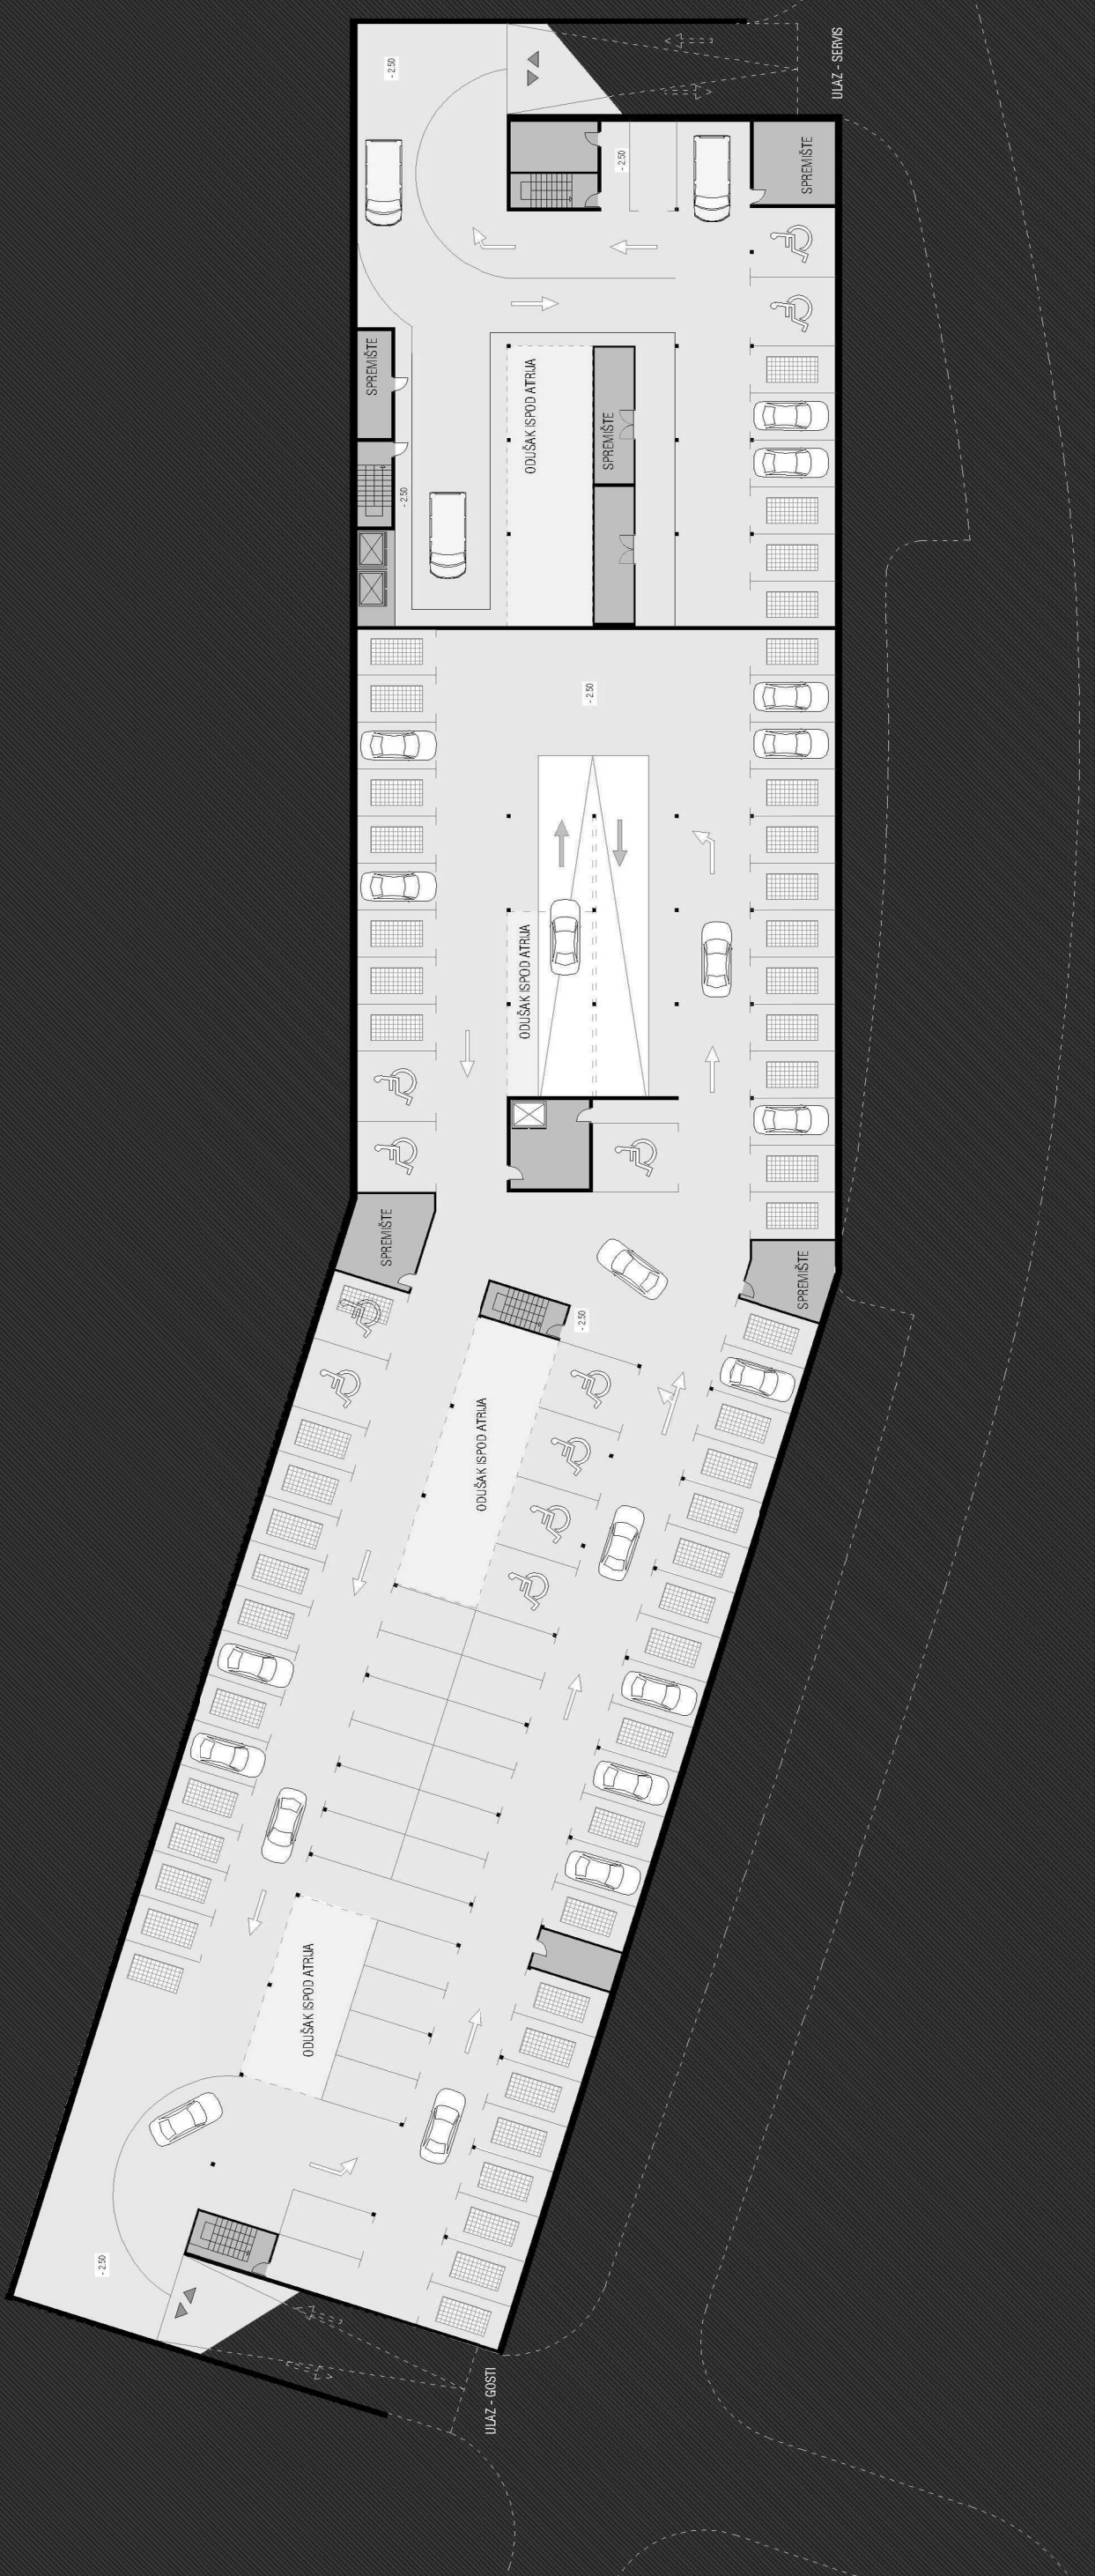 ULAZ - SERVIS
- 2.50
SPREMIŠTE
- 2.50
SPREMIŠTE
ODUŠAK ISPOD ATRIJA
SPREMIŠTE
- 2.50
- 2.50
ODUŠAK ISPOD ATRIJA
SPREMIŠTE
SPREMIŠTE
- 2.50
ODUŠAK ISPOD ATRIJA
ODUŠAK ISPOD ATRIJA
- 2.50
ULAZ - GOSTI